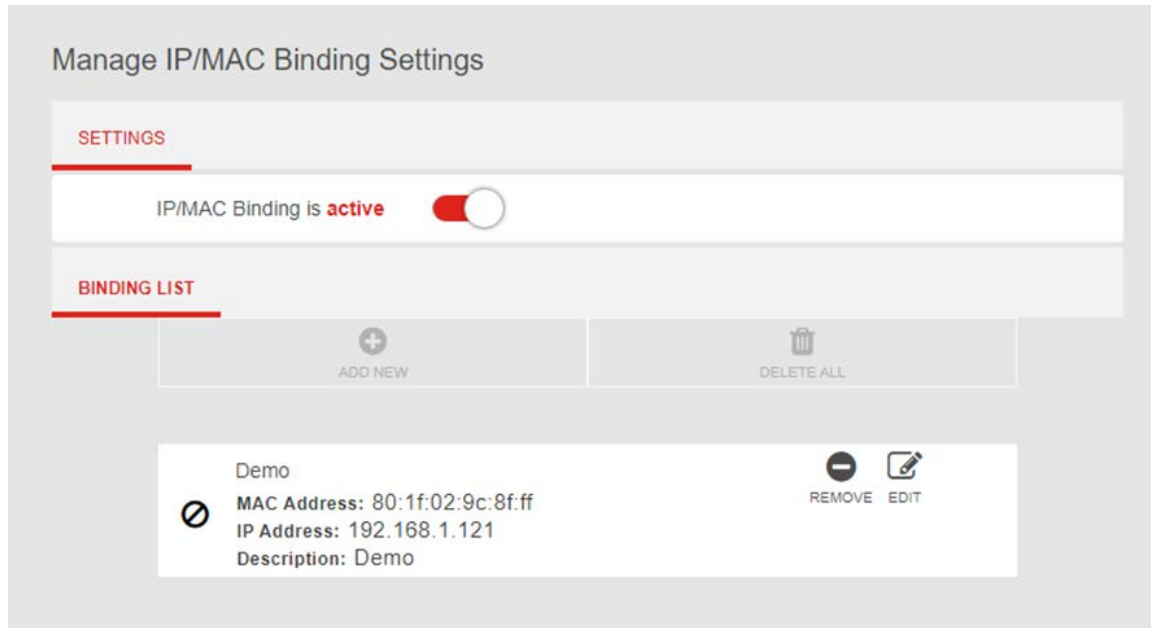 Manage IP/MAC Binding Settings
SETTINGS
IP/MAC Binding is active
BINDING LIST
ADD NEW
DELETE ALL
Demo
REMOVE EDIT
MAC Address: 80:1f:02:9c:8f:ff
IP Address: 192.168.1.121
Description: Demo